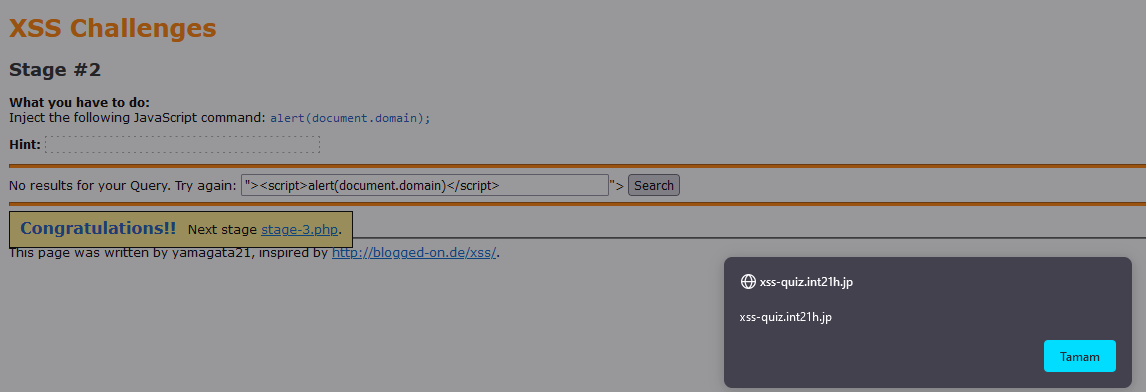 XSS Challenges
Stage #2
What you have to do:
Inject the following JavaScript command: alert(document.domain);
Hint:
No results for your Query. Try again: "><script>alert(document.domain)</script> "> Search
Congratulations!! Next stage stage-3.php.
This page was written by yamagata21, inspired by http://blogged-on.de/xss/.
xss-quiz.int21h.jp
xss-quiz.int21h.jp
Tamam